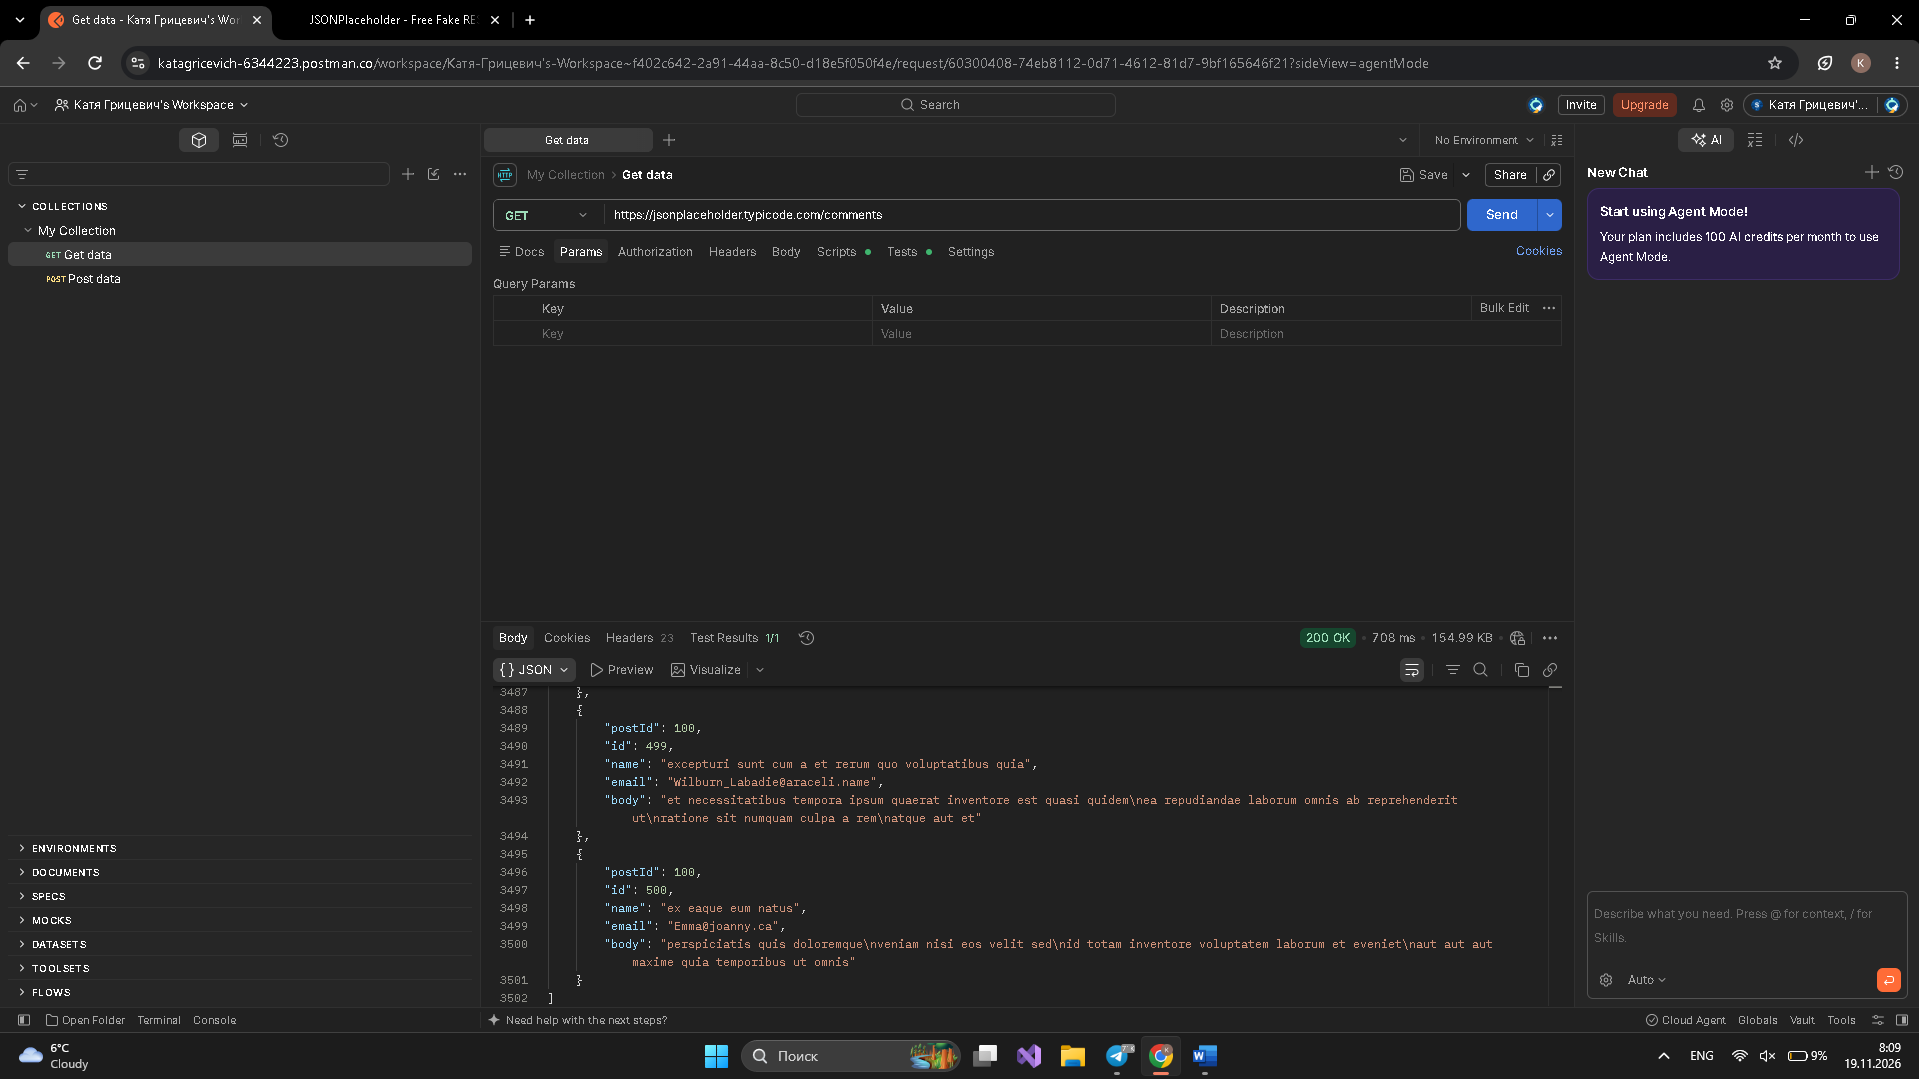 Get data - Катя Грицевич's Wor
JSONPlaceholder - Free Fake RE
katagricevich-6344223.postman.co/workspace/Катя-Грицевич's-Workspace~f402c642-2a91-44aa-8c50-d18e5f050f4e/request/60300408-74eb8112-0d71-4612-81d7-9bf165646f21?sideView=agentMode
K
Катя Грицевич's Workspace
Search
Invite
Upgrade
Катя Грицевич'...
Get data
No Environment
AI
HTTP
My Collection > Get data
Save
Share
New Chat
COLLECTIONS
My Collection
GET Get data
POST Post data
GET
https://jsonplaceholder.typicode.com/comments
Send
Start using Agent Mode!
Your plan includes 100 AI credits per month to use
Agent Mode.
Docs Params Authorization Headers Body Scripts Tests Settings
Cookies
Query Params
Key Value Description Bulk Edit
Key Value Description
Body Cookies Headers 23 Test Results 1/1
200 OK • 708 ms • 154.99 KB
{} JSON Preview Visualize
3487 },
3488 {
3489 "postId": 100,
3490 "id": 499,
3491 "name": "excepturi sunt cum a et rerum quo voluptatibus quia",
3492 "email": "Wilburn_Labadie@araceli.name",
3493 "body": "et necessitatibus tempora ipsum quaerat inventore est quasi quidem\nea repudiandae laborum omnis ab reprehenderit
ut\nratione sit numquam culpa a rem\natque aut et"
3494 },
3495 {
3496 "postId": 100,
3497 "id": 500,
3498 "name": "ex eaque eum natus",
3499 "email": "Emma@joanny.ca",
3500 "body": "perspiciatis quis doloremque\nveniam nisi eos velit sed\nid totam inventore voluptatem laborum et eveniet\naut aut aut
maxime quia temporibus ut omnis"
3501 }
3502 ]
ENVIRONMENTS
DOCUMENTS
SPECS
MOCKS
DATASETS
TOOLSETS
FLOWS
Describe what you need. Press @ for context, / for
Skills.
Auto
Open Folder Terminal Console
Need help with the next steps?
Cloud Agent Globals Vault Tools
6°C
Cloudy
Поиск
ENG
9%
8:09
19.11.2026